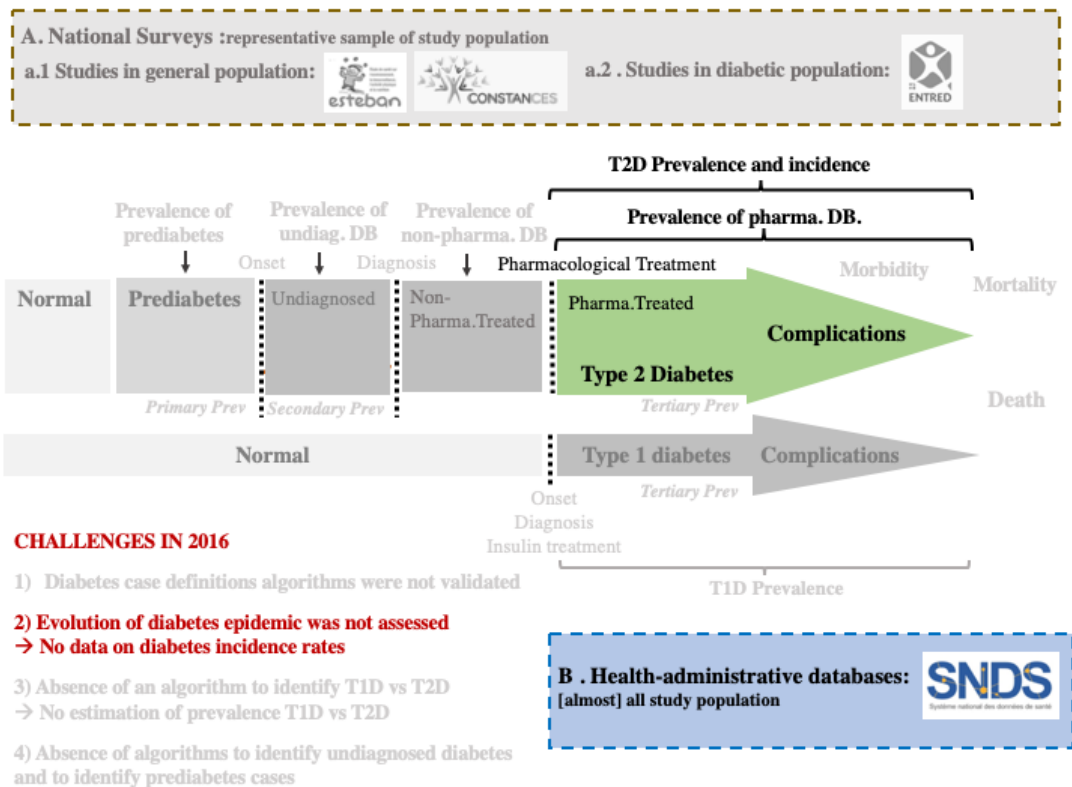 A. National Surveys :representative sample of study population
a.1 Studies in general population:
esteban
CONSTANCES
a.2 . Studies in diabetic population:
ENTRED
T2D Prevalence and incidence
Prevalence of prediabetes
Prevalence of undiag. DB
Prevalence of non-pharma. DB
Prevalence of pharma. DB.
Onset
Diagnosis
Pharmacological Treatment
Morbidity
Mortality
Normal
Prediabetes
Undiagnosed
Non-
Pharma.Treated
Pharma.Treated
Complications
Type 2 Diabetes
Primary Prev
Secondary Prev
Tertiary Prev
Death
Normal
Type 1 diabetes
Complications
Tertiary Prev
Onset
Diagnosis
Insulin treatment
T1D Prevalence
CHALLENGES IN 2016
1) Diabetes case definitions algorithms were not validated
2) Evolution of diabetes epidemic was not assessed
→ No data on diabetes incidence rates
3) Absence of an algorithm to identify T1D vs T2D
→ No estimation of prevalence T1D vs T2D
4) Absence of algorithms to identify undiagnosed diabetes
and to identify prediabetes cases
B . Health-administrative databases:
[almost] all study population
SNDS
Système national des données de santé